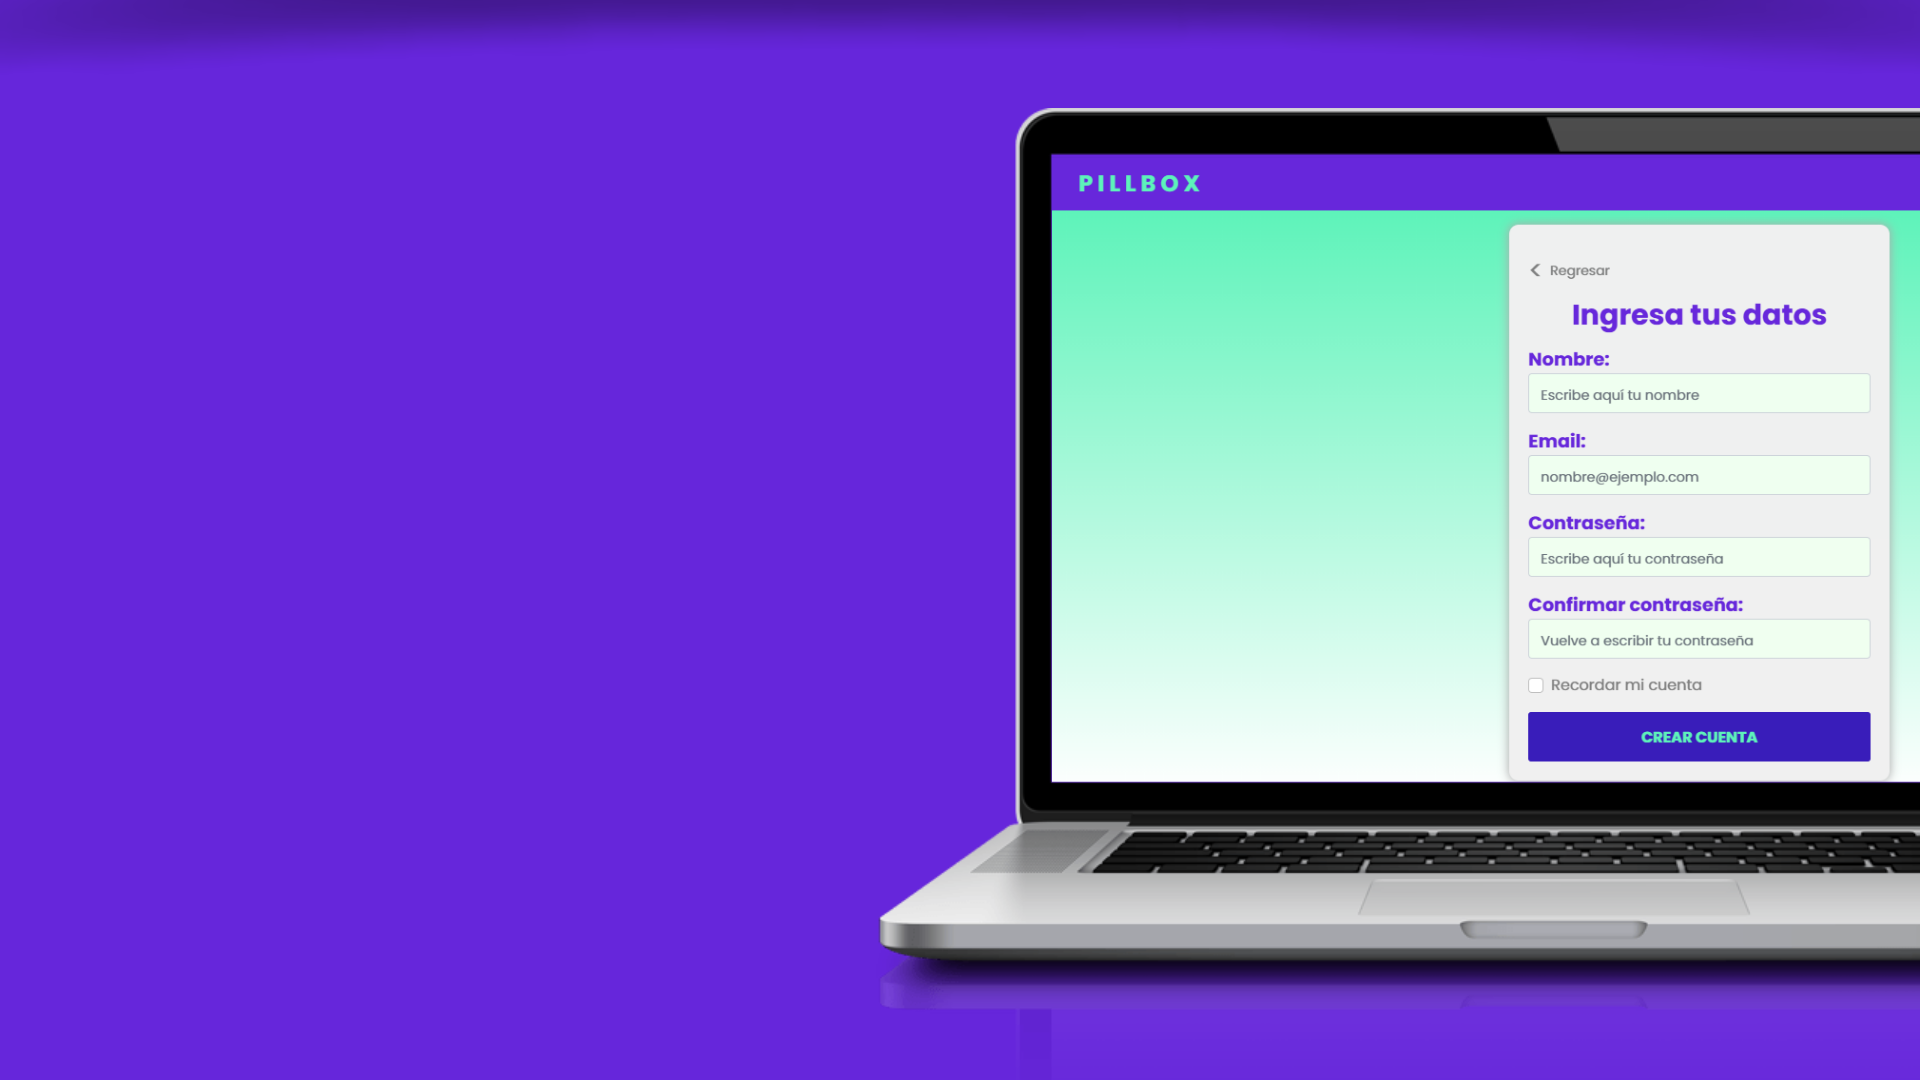 PILLBOX
Regresar
Ingresa tus datos
Nombre:
Escribe aquí tu nombre
Email:
nombre@ejemplo.com
Contraseña:
Escribe aquí tu contraseña
Confirmar contraseña:
Vuelve a escribir tu contraseña
Recordar mi cuenta
CREAR CUENTA